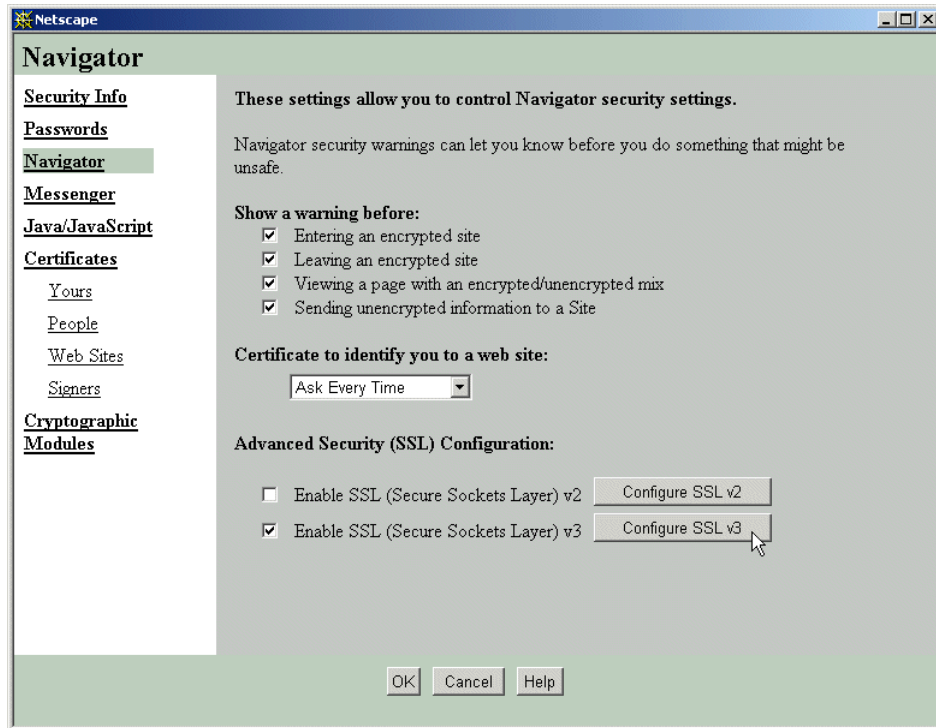 Netscape
Navigator
Security Info
Passwords
Navigator
Messenger
Java/JavaScript
Certificates
Yours
People
Web Sites
Signers
Cryptographic
Modules
These settings allow you to control Navigator security settings.
Navigator security warnings can let you know before you do something that might be
unsafe.
Show a warning before:
Entering an encrypted site
Leaving an encrypted site
Viewing a page with an encrypted/unencrypted mix
Sending unencrypted information to a Site
Certificate to identify you to a web site:
Ask Every Time
Advanced Security (SSL) Configuration:
Enable SSL (Secure Sockets Layer) v2 Configure SSL v2
Enable SSL (Secure Sockets Layer) v3 Configure SSL v3
OK Cancel Help